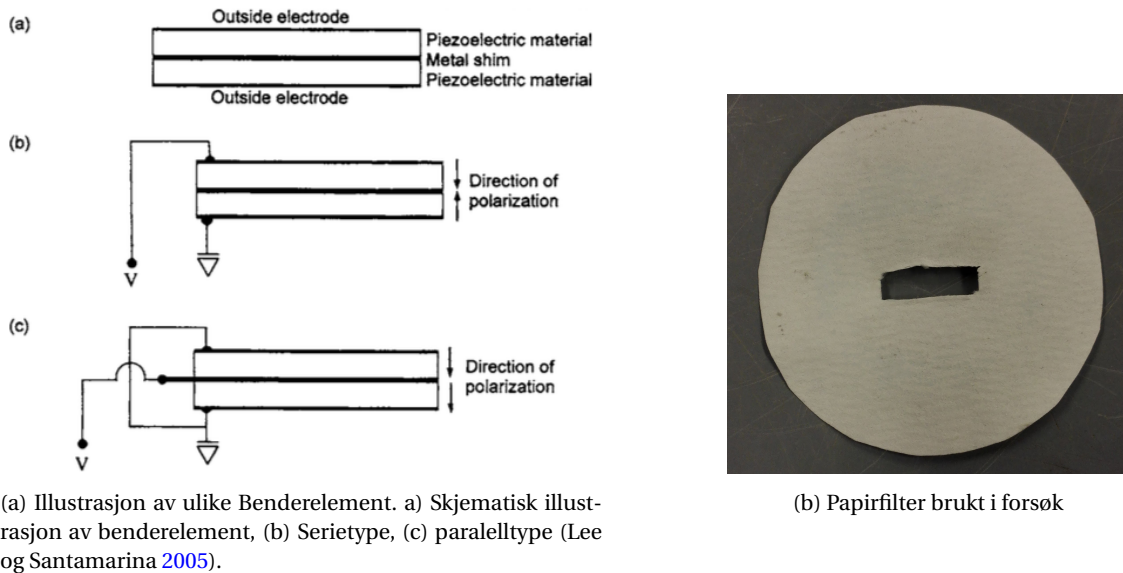 (a)
Outside electrode
Piezoelectric material
Metal shim
Piezoelectric material
Outside electrode
(b)
Direction of
polarization
V
(c)
Direction of
polarization
V
(a) Illustrasjon av ulike Benderelement. a) Skjematisk illust-
rasjon av benderelement, (b) Serietype, (c) paralelltype (Lee
og Santamarina 2005).
(b) Papirfilter brukt i forsøk